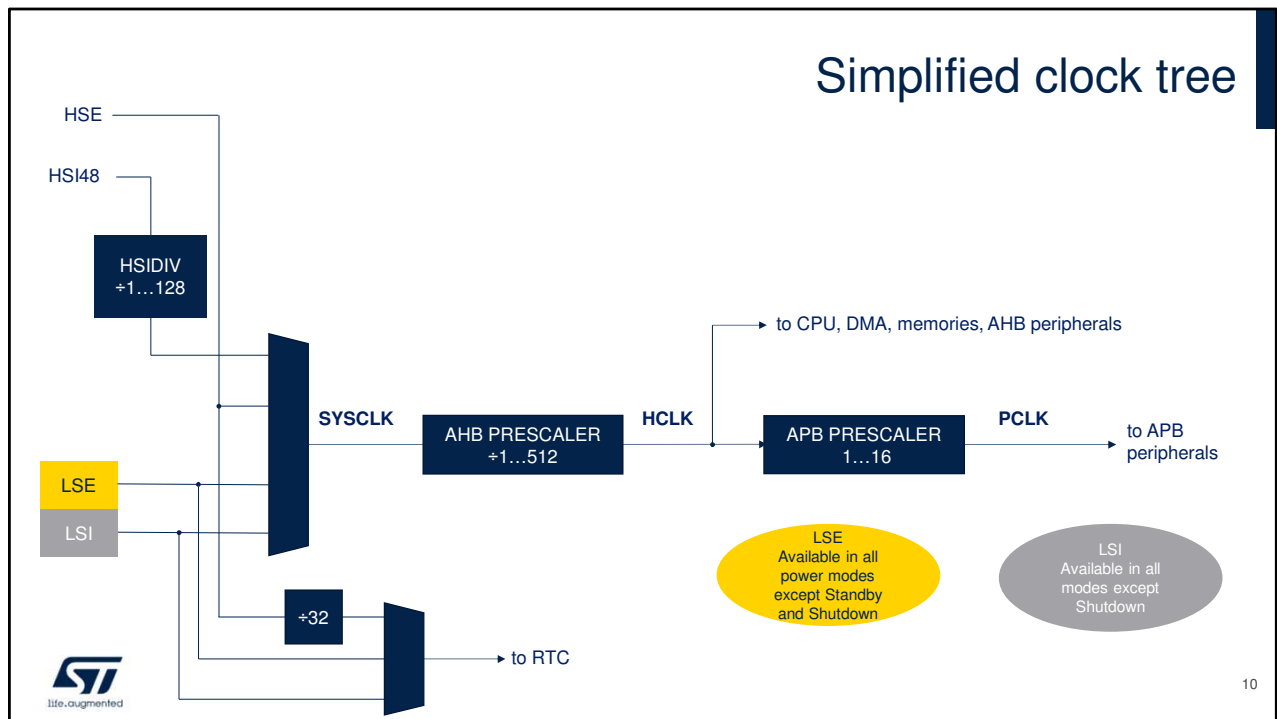 Simplified clock tree
HSE
HSI48
HSIDIV
÷1…128
to CPU, DMA, memories, AHB peripherals
SYSCLK
AHB PRESCALER
÷1…512
HCLK
APB PRESCALER
1…16
PCLK
to APB
peripherals
LSE
LSI
LSE
Available in all
power modes
except Standby
and Shutdown
LSI
Available in all
modes except
Shutdown
÷32
to RTC
ST
life.augmented
10